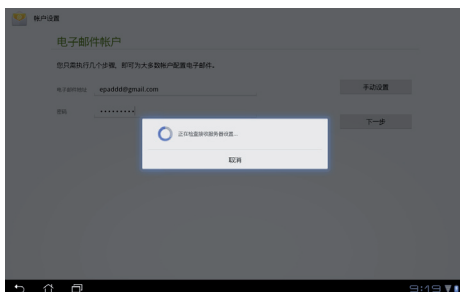 帐户设置
电子邮件帐户
您只需执行几个步骤，即可为大多数帐户配置电子邮件。
电子邮件地址 epaddd@gmail.com 手动设置
密码 ·········
下一步
正在检查接收服务器设置...
取消
9:19